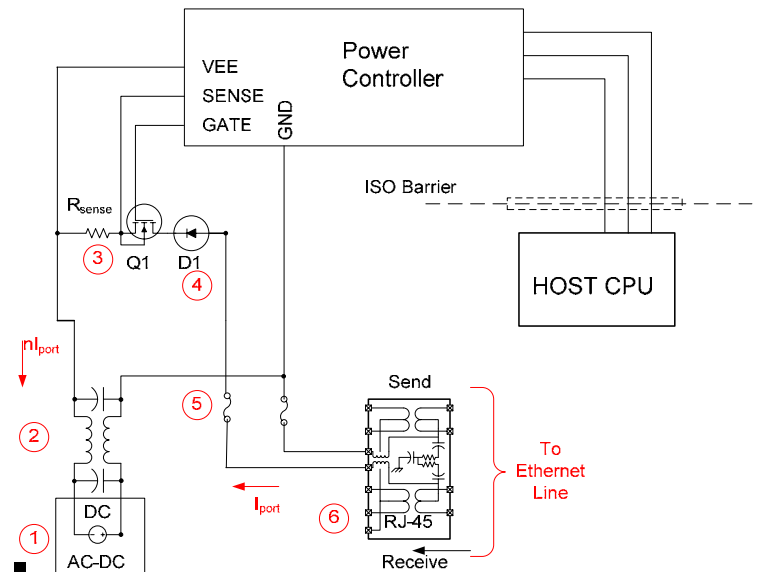 Power
Controller
VEE
SENSE
GATE
GND
ISO Barrier
HOST CPU
Rsense
3
Q1
D1
4
nIport
2
5
Send
To
Ethernet
Line
Iport
6
RJ-45
Receive
1
DC
- +
AC-DC